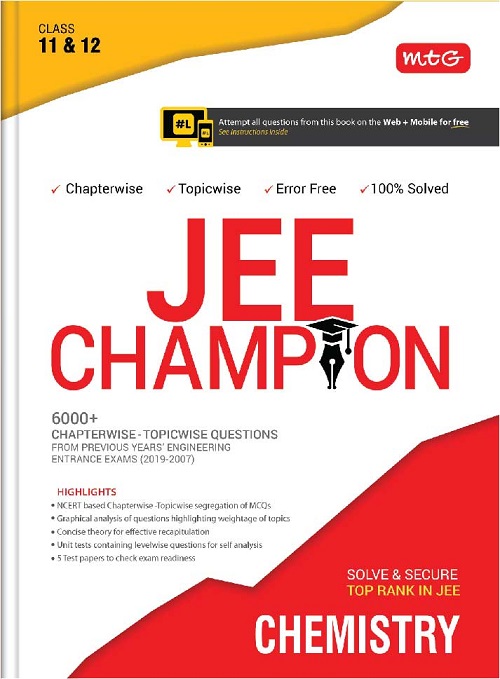 CLASS
11 & 12
mtG
#L
#L
Attempt all questions from this book on the Web + Mobile for free
See instructions inside
✓ Chapterwise ✓ Topicwise ✓ Error Free ✓ 100% Solved
JEE
CHAMPION
6000+
CHAPTERWISE - TOPICWISE QUESTIONS
FROM PREVIOUS YEARS' ENGINEERING
ENTRANCE EXAMS (2019-2007)
HIGHLIGHTS
• NCERT based Chapterwise -Topicwise segregation of MCQs
• Graphical analysis of questions highlighting weightage of topics
• Concise theory for effective recapitulation
• Unit tests containing levelwise questions for self analysis
• 5 Test papers to check exam readiness
SOLVE & SECURE
TOP RANK IN JEE
CHEMISTRY